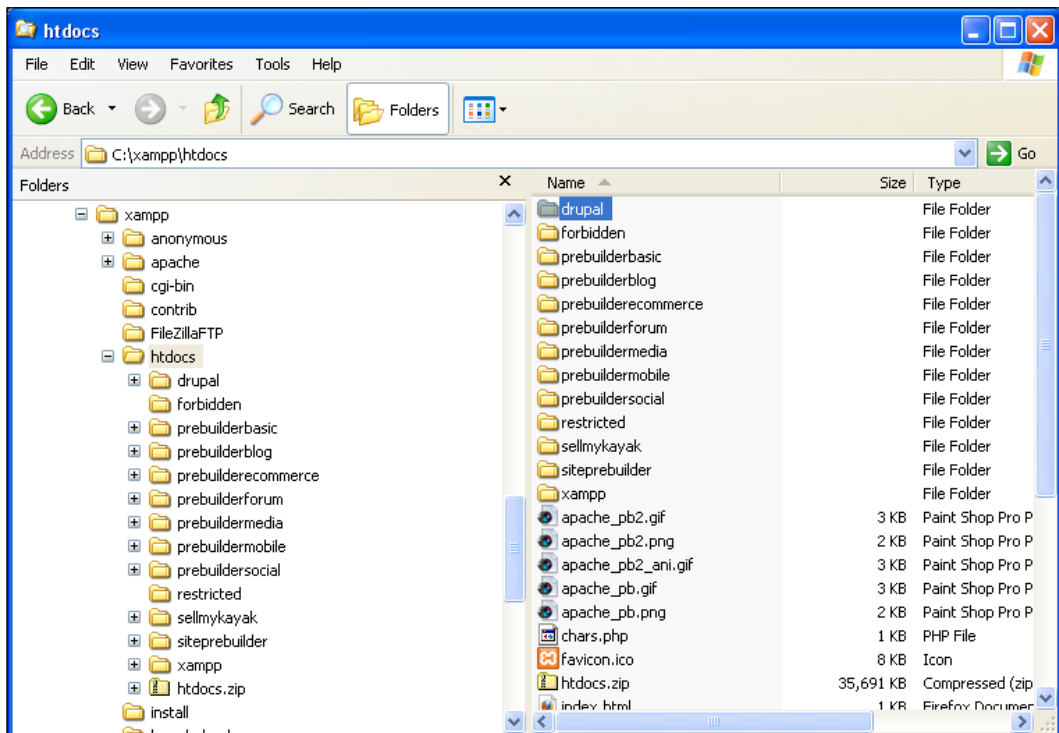 htdocs
File Edit View Favorites Tools Help
Back Search Folders
Address C:\xampp\htdocs Go
Folders
xampp
anonymous
apache
cgi-bin
contrib
FileZillaFTP
htdocs
drupal
forbidden
prebuilderbasic
prebuilderblog
prebuilderecommerce
prebuilderforum
prebuildermedia
prebuildermobile
prebuildersocial
restricted
sellmykayak
siteprebuilder
xampp
htdocs.zip
install
Name Size Type
drupal File Folder
forbidden File Folder
prebuilderbasic File Folder
prebuilderblog File Folder
prebuilderecommerce File Folder
prebuilderforum File Folder
prebuildermedia File Folder
prebuildermobile File Folder
prebuildersocial File Folder
restricted File Folder
sellmykayak File Folder
siteprebuilder File Folder
xampp File Folder
apache_pb2.gif 3 KB Paint Shop Pro P
apache_pb2.png 2 KB Paint Shop Pro P
apache_pb2_ani.gif 3 KB Paint Shop Pro P
apache_pb.gif 3 KB Paint Shop Pro P
apache_pb.png 2 KB Paint Shop Pro P
chars.php 1 KB PHP File
favicon.ico 8 KB Icon
htdocs.zip 35,691 KB Compressed (zip
index.html 1 KB Firefox Documer